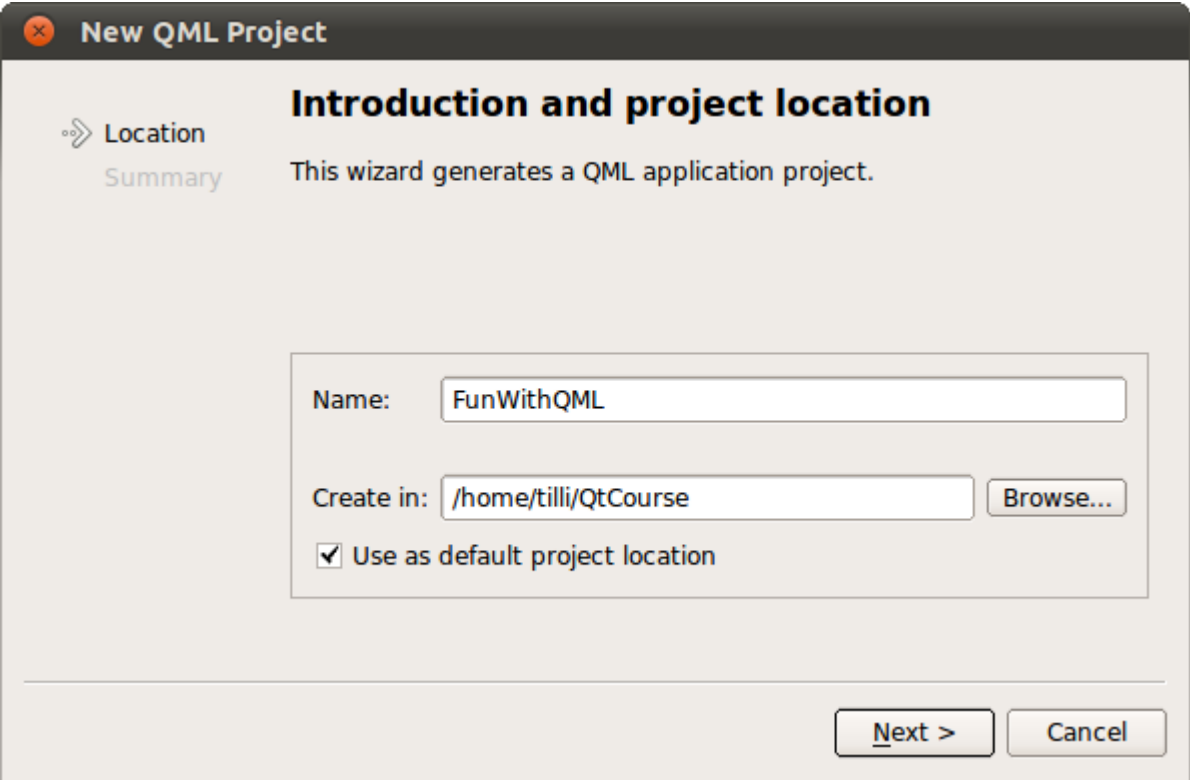 New QML Project
Location
Summary
Introduction and project location
This wizard generates a QML application project.
Name: FunWithQML
Create in: /home/tilli/QtCourse Browse...
Use as default project location
Next > Cancel